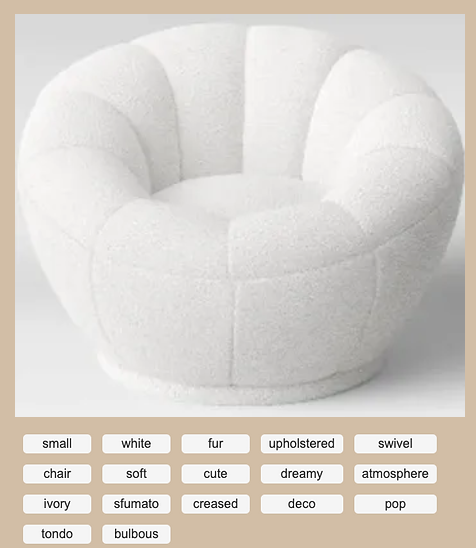 small white fur upholstered swivel
chair soft cute dreamy atmosphere
ivory sfumato creased deco pop
tondo bulbous